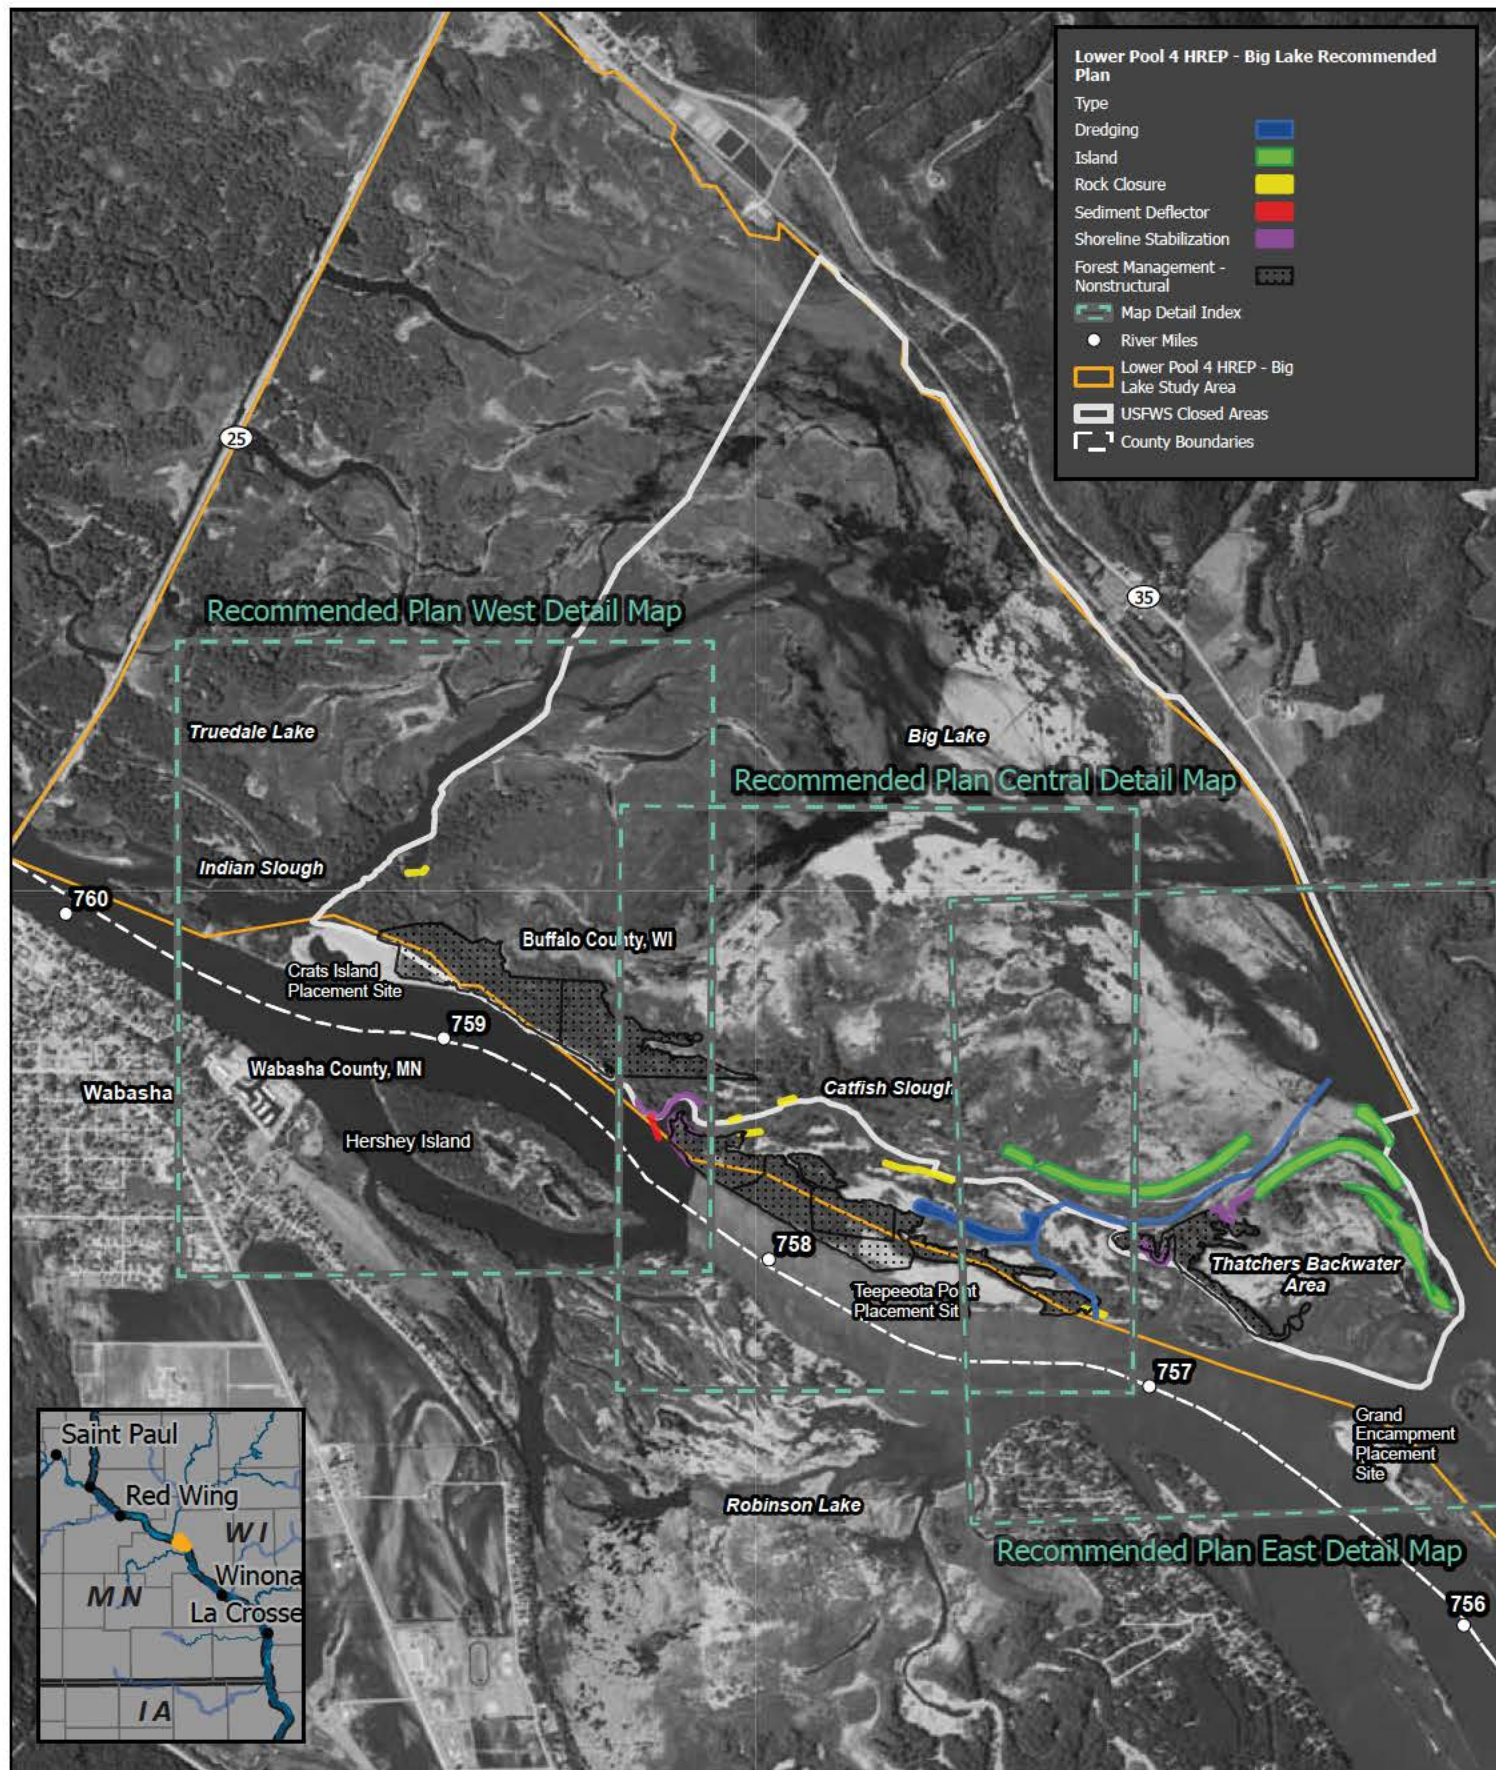 Lower Pool 4 HREP - Big Lake Recommended
Plan
Type
Dredging
Island
Rock Closure
Sediment Deflector
Shoreline Stabilization
Forest Management -
Nonstructural
Map Detail Index
River Miles
Lower Pool 4 HREP - Big
Lake Study Area
USFWS Closed Areas
County Boundaries
25
35
Recommended Plan West Detail Map
Truedale Lake
Big Lake
Recommended Plan Central Detail Map
Indian Slough
760
Buffalo County, WI
Crats Island
Placement Site
759
Wabasha County, MN
Wabasha
Catfish Slough
Hershey Island
758
Teepeeota Point
Placement Sit
Thatchers Backwater
Area
757
Grand
Encampment
Placement
Site
Robinson Lake
Recommended Plan East Detail Map
756
Saint Paul
Red Wing
WI
Winona
MN
La Crosse
IA